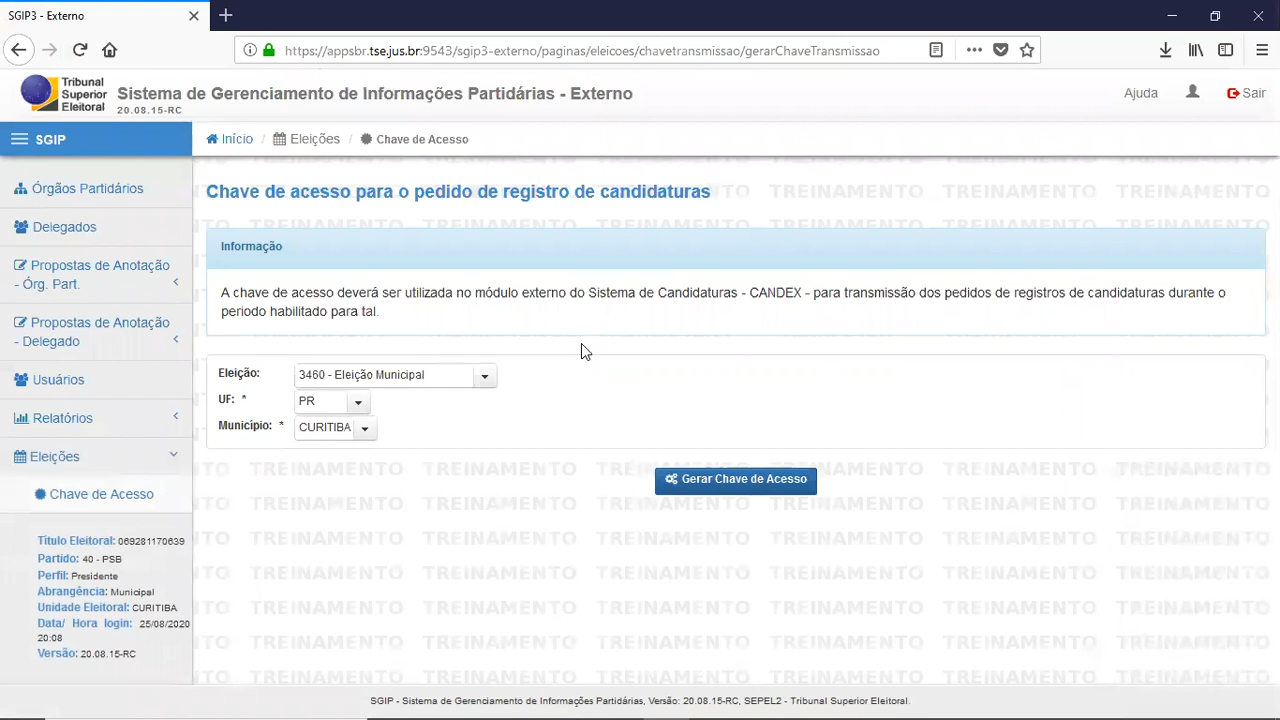 SGIP3 - Externo
https://appsbr.tse.jus.br:9543/sgip3-externo/paginas/eleicoes/chavetransmissao/gerarChaveTransmissao
Tribunal
Superior
Eleitoral
Sistema de Gerenciamento de Informações Partidárias - Externo
20.08.15-RC
Ajuda
Sair
SGIP
Início / Eleições / Chave de Acesso
Órgãos Partidários
Delegados
Propostas de Anotação
- Órg. Part.
Propostas de Anotação
- Delegado
Usuários
Relatórios
Eleições
Chave de Acesso
Título Eleitoral: 069281170639
Partido: 40 - PSB
Perfil: Presidente
Abrangência: Municipal
Unidade Eleitoral: CURITIBA
Data/ Hora login: 25/08/2020
20:08
Versão: 20.08.15-RC
Chave de acesso para o pedido de registro de candidaturas
Informação
A chave de acesso deverá ser utilizada no módulo externo do Sistema de Candidaturas - CANDEX - para transmissão dos pedidos de registros de candidaturas durante o
periodo habilitado para tal.
Eleição: 3460 - Eleição Municipal
UF: * PR
Município: * CURITIBA
Gerar Chave de Acesso
TREINAMENTO TREINAMENTO TREINAMENTO TREINAMENTO TREINAMENTO TREINAMENTO
SGIP - Sistema de Gerenciamento de Informações Partidárias, Versão: 20.08.15-RC, SEPEL2 - Tribunal Superior Eleitoral.